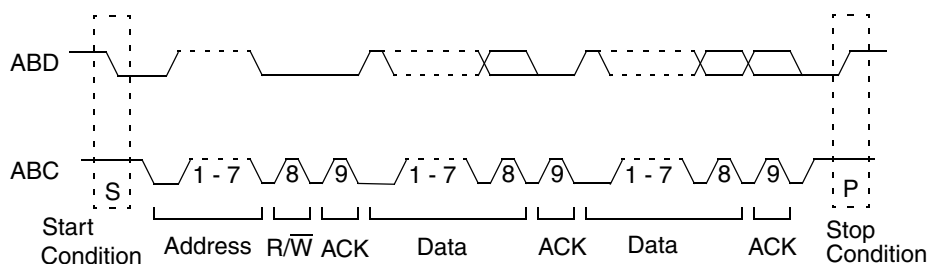 ABD
ABC
S 1 - 7 8 9 1 - 7 8 9 1 - 7 8 9 P
Start Condition
Address R/W̅ ACK Data ACK Data ACK
Stop Condition